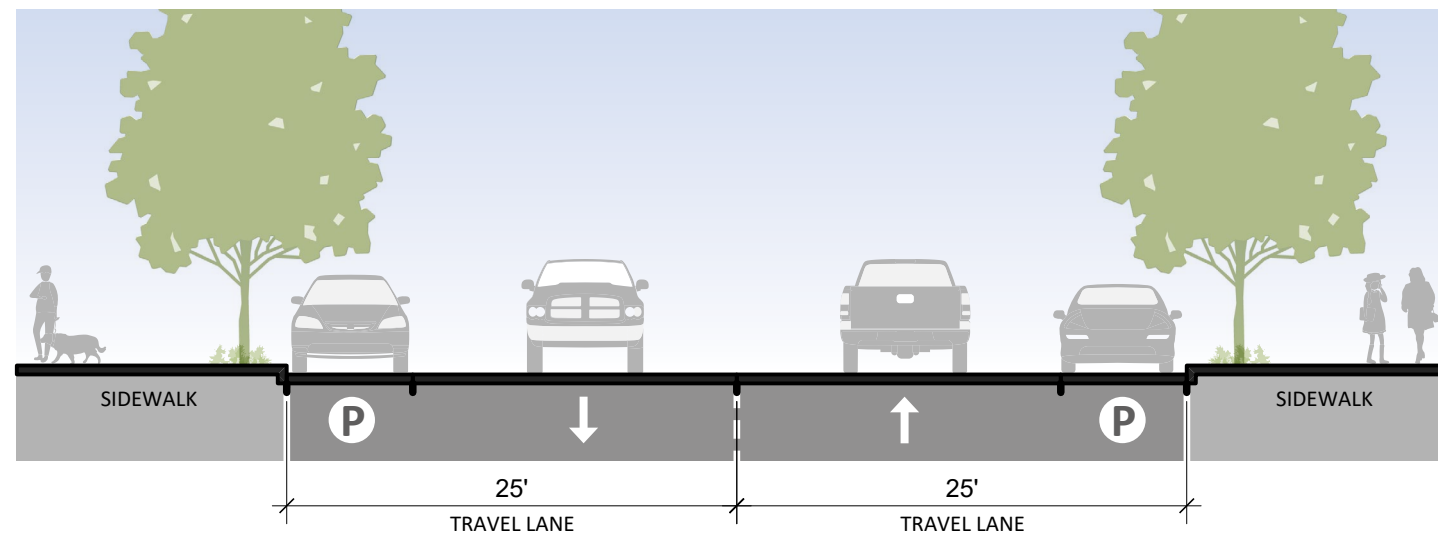 SIDEWALK
P
P
SIDEWALK
25'
25'
TRAVEL LANE
TRAVEL LANE